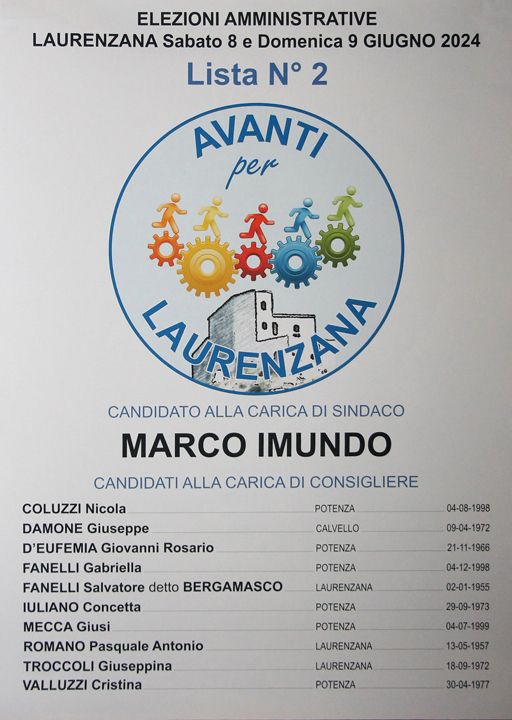 ELEZIONI AMMINISTRATIVE
LAURENZANA Sabato 8 e Domenica 9 GIUGNO 2024
Lista N° 2
AVANTI
per
LAURENZANA
CANDIDATO ALLA CARICA DI SINDACO
MARCO IMUNDO
CANDIDATI ALLA CARICA DI CONSIGLIERE
COLUZZI Nicola POTENZA 04-08-1998
DAMONE Giuseppe CALVELLO 09-04-1972
D'EUFEMIA Giovanni Rosario POTENZA 21-11-1966
FANELLI Gabriella POTENZA 04-12-1998
FANELLI Salvatore detto BERGAMASCO LAURENZANA 02-01-1955
IULIANO Concetta POTENZA 29-09-1973
MECCA Giusi POTENZA 04-07-1999
ROMANO Pasquale Antonio LAURENZANA 13-05-1957
TROCCOLI Giuseppina LAURENZANA 18-09-1972
VALLUZZI Cristina POTENZA 30-04-1977